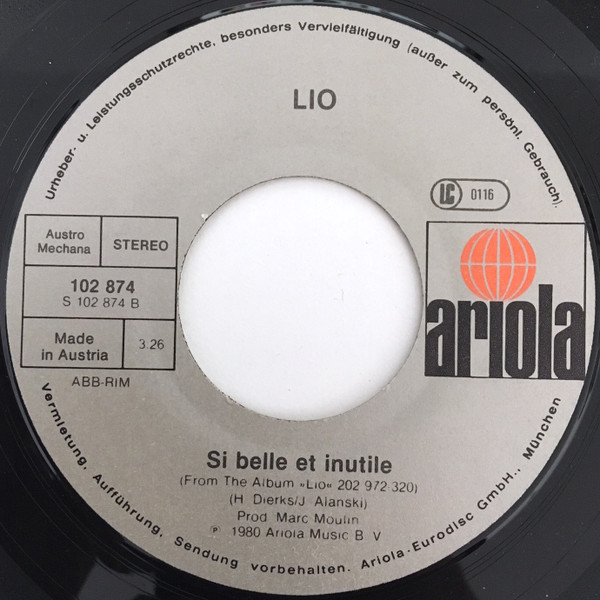 Urheber- u. Leistungsschutzrechte, besonders Vervielfältigung (außer zum persönl. Gebrauch),
LIO
LC 0116
Austro
Mechana
STEREO
102 874
S 102 874 B
Made
in Austria
3.26
ABB-RIM
ariola
Si belle et inutile
(From The Album »Lio« 202 972-320)
(H. Dierks/J. Alanski)
Prod. Marc Moulin
℗ 1980 Ariola Music B. V.
Vermietung, Aufführung, Sendung vorbehalten. Ariola-Eurodisc GmbH., München